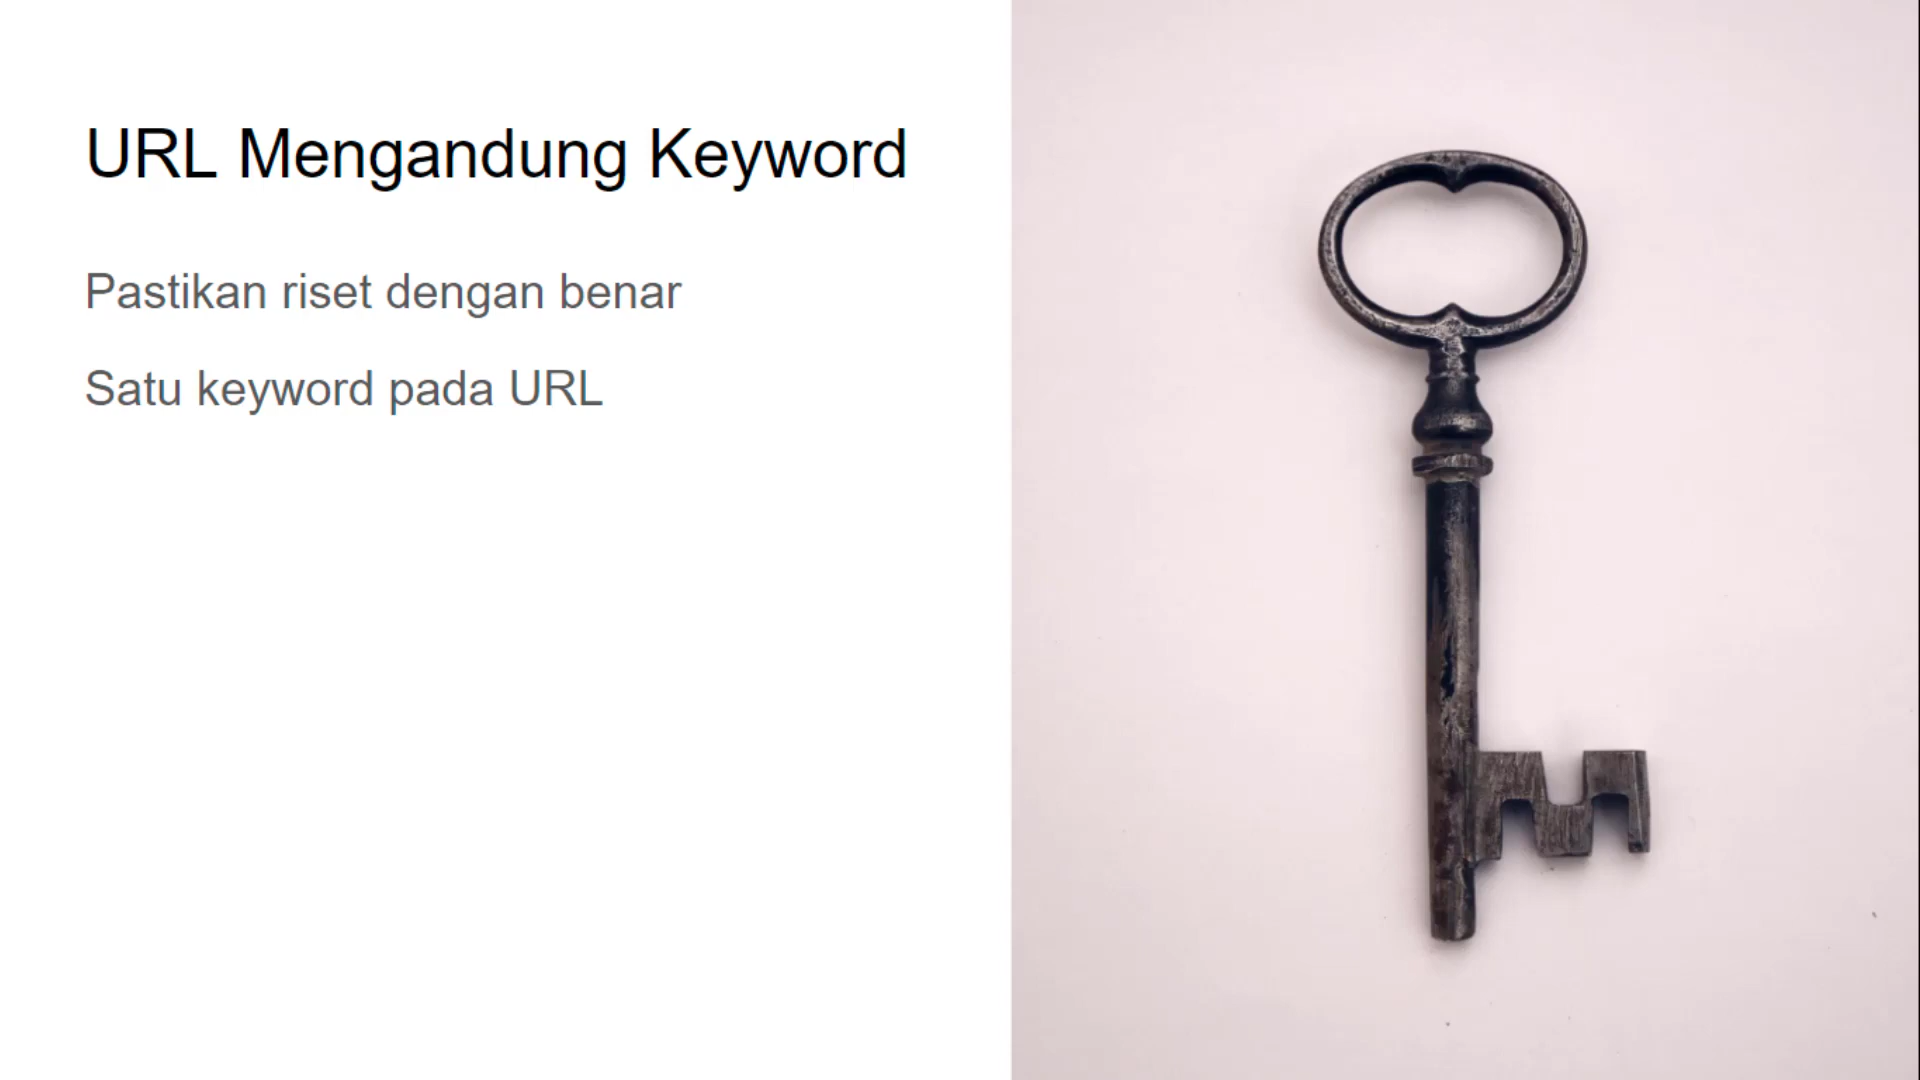 URL Mengandung Keyword
Pastikan riset dengan benar
Satu keyword pada URL